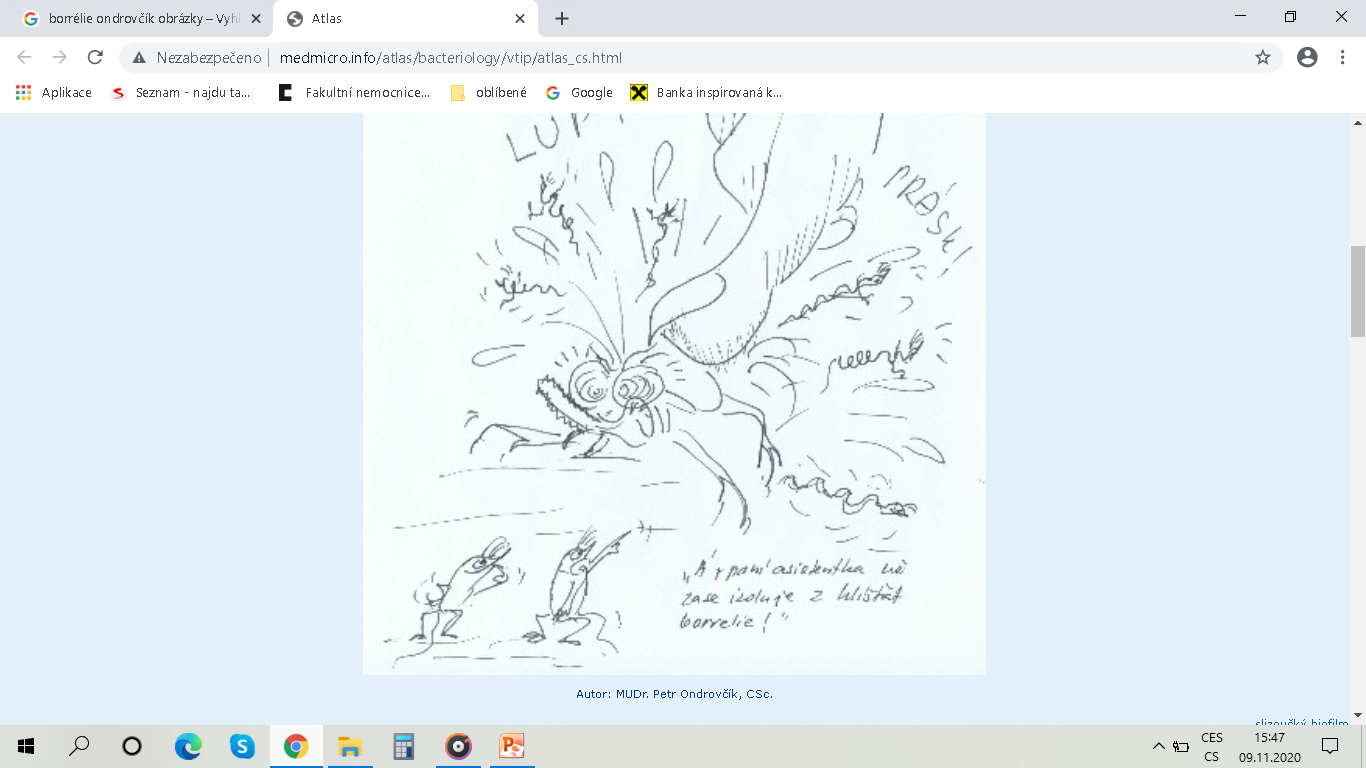 borrélie ondrovčík obrázky – Vyhl
Atlas
Nezabezpečeno | medmicro.info/atlas/bacteriology/vtip/atlas_cs.html
Aplikace
Seznam - najdu ta...
Fakultní nemocnice...
oblíbené
Google
Banka inspirovaná k...
PRÁSK!
„A paní asistentka už
zase izoluje z klíšťat
borrelie!“
Autor: MUDr. Petr Ondrovčík, CSc.
slizoučký biofilm
CES
CS
15:47
09.11.2020